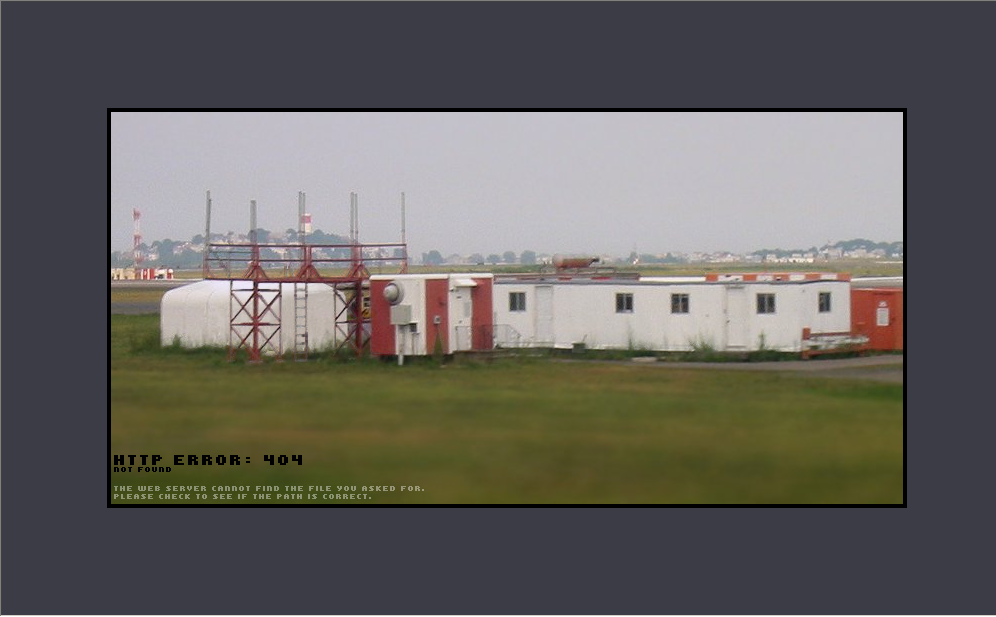 HTTP ERROR: 404
NOT FOUND
THE WEB SERVER CANNOT FIND THE FILE YOU ASKED FOR.
PLEASE CHECK TO SEE IF THE PATH IS CORRECT.